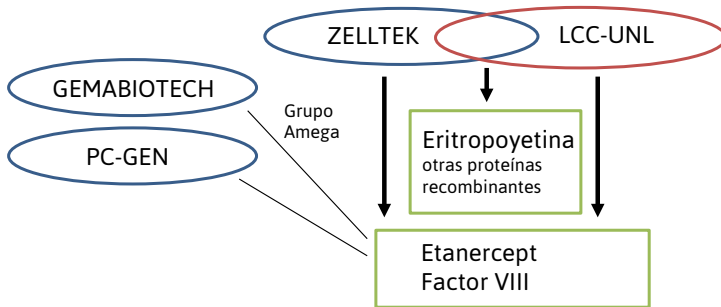 ZELLTEK
LCC-UNL
GEMABIOTECH
PC-GEN
Grupo
Amega
Eritropoyetina
otras proteínas
recombinantes
Etanercept
Factor VIII